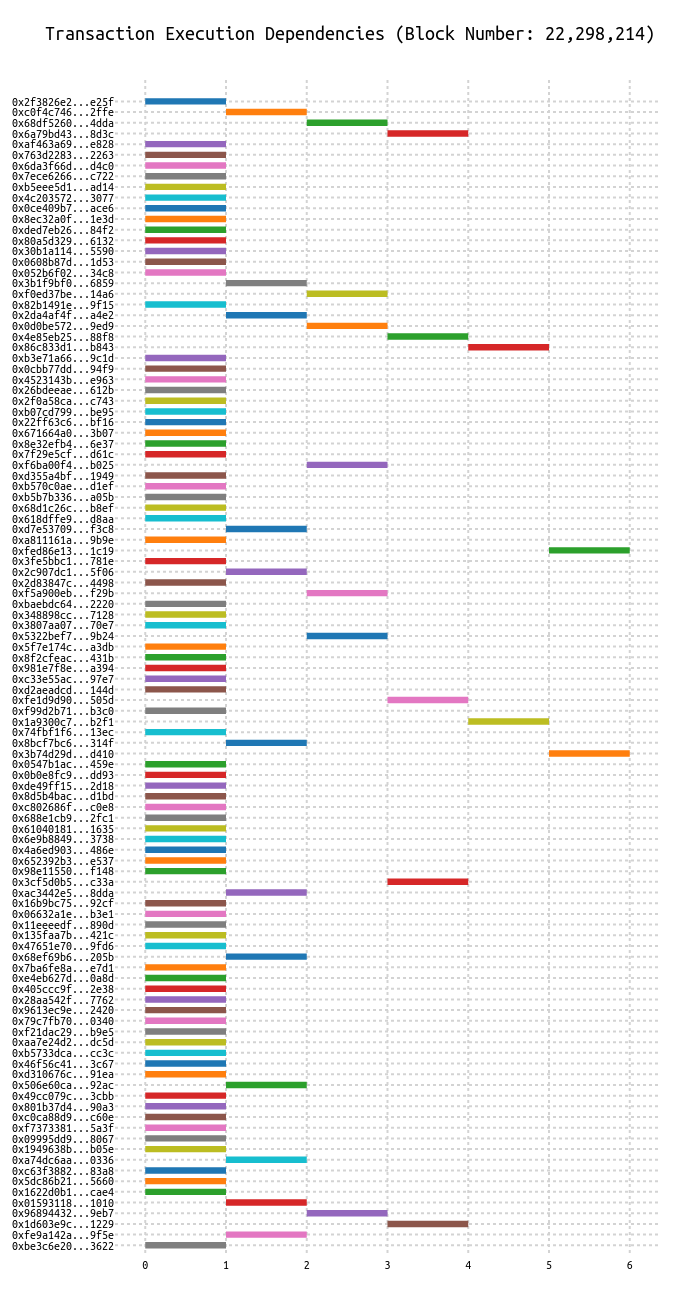 Transaction Execution Dependencies (Block Number: 22,298,214)
0x2f3826e2...e25f
0xc0f4c746...2ffe
0x68df5260...4dda
0x6a79bd43...8d3c
0xaf463a69...e828
0x763d2283...2263
0x6da3f66d...d4c0
0x7ece6266...c722
0xb5eee5d1...ad14
0x4c203572...3077
0x0ce409b7...ace6
0x8ec32a0f...1e3d
0xded7eb26...84f2
0x80a5d329...6132
0x30b1a114...5590
0x0608b87d...1d53
0x052b6f02...34c8
0x3b1f9bf0...6859
0xf0ed37be...14a6
0x82b1491e...9f15
0x2da4af4f...a4e2
0x0d0be572...9ed9
0x4e85eb25...88f8
0x86c833d1...b843
0xb3e71a66...9c1d
0x0cbb77dd...94f9
0x4523143b...e963
0x26bdeeae...612b
0x2f0a58ca...c743
0xb07cd799...be95
0x22ff63c6...bf16
0x671664a0...3b07
0x8e32efb4...6e37
0x7f29e5cf...d61c
0xf6ba00f4...b025
0xd355a4bf...1949
0xb570c0ae...d1ef
0xb5b7b336...a05b
0x68d1c26c...b8ef
0x618dffe9...d8aa
0xd7e53709...f3c8
0xa811161a...9b9e
0xfed86e13...1c19
0x3fe5bbc1...781e
0x2c907dc1...5f06
0x2d83847c...4498
0xf5a900eb...f29b
0xbaebdc64...2220
0x348898cc...7128
0x3807aa07...70e7
0x5322bef7...9b24
0x5f7e174c...a3db
0x8f2cfeac...431b
0x981e7f8e...a394
0xc33e55ac...97e7
0xd2aeadcd...144d
0xfe1d9d90...505d
0xf99d2b71...b3c0
0x1a9300c7...b2f1
0x74fbf1f6...13ec
0x8bcf7bc6...314f
0x3b74d29d...d410
0x0547b1ac...459e
0x0b0e8fc9...dd93
0xde49ff15...2d18
0x8d5b4bac...d1bd
0xc802686f...c0e8
0x688e1cb9...2fc1
0x61040181...1635
0x6e9b8849...3738
0x4a6ed903...486e
0x652392b3...e537
0x98e11550...f148
0x3cf5d0b5...c33a
0xac3442e5...8dda
0x16b9bc75...92cf
0x06632a1e...b3e1
0x11eeeedf...890d
0x135faa7b...421c
0x47651e70...9fd6
0x68ef69b6...205b
0x7ba6fe8a...e7d1
0xe4eb627d...0a8d
0x405ccc9f...2e38
0x28aa542f...7762
0x9613ec9e...2420
0x79c7fb70...0340
0xf21dac29...b9e5
0xaa7e24d2...dc5d
0xb5733dca...cc3c
0x46f56c41...3c67
0xd310676c...91ea
0x506e60ca...92ac
0x49cc079c...3cbb
0x801b37d4...90a3
0xc0ca88d9...c60e
0xf7373381...5a3f
0x09995dd9...8067
0x1949638b...b05e
0xa74dc6aa...0336
0xc63f3882...83a8
0x5dc86b21...5660
0x1622d0b1...cae4
0x01593118...1010
0x96894432...9eb7
0x1d603e9c...1229
0xfe9a142a...9f5e
0xbe3c6e20...3622
0 1 2 3 4 5 6